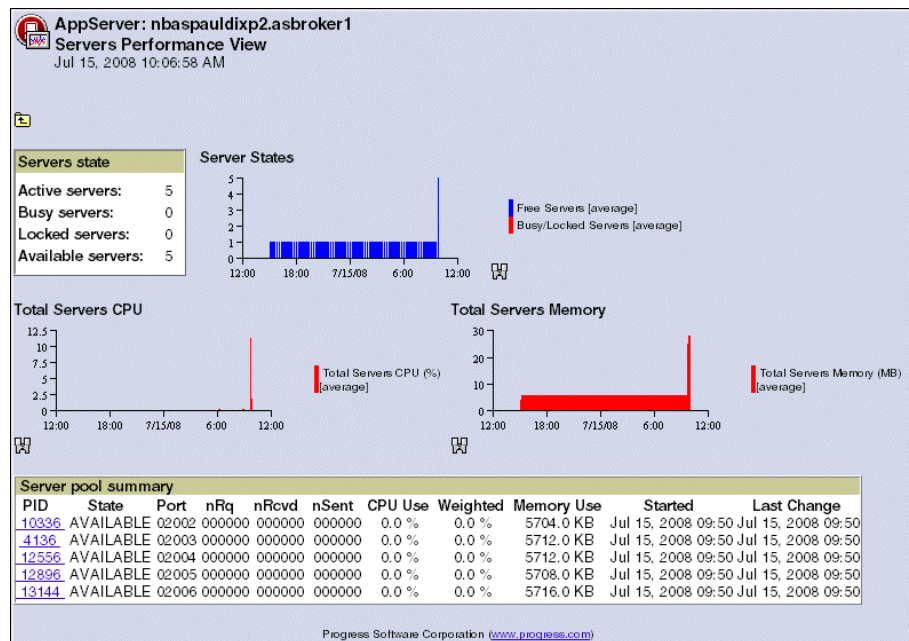 AppServer: nbaspauldixp2.asbroker1
Servers Performance View
Jul 15, 2008 10:06:58 AM
Servers state
Active servers: 5
Busy servers: 0
Locked servers: 0
Available servers: 5
Server States
5
4
3
2
1
0
12:00 18:00 7/15/08 6:00 12:00
Free Servers [average]
Busy/Locked Servers [average]
Total Servers CPU
12.5
10
7.5
5
2.5
0
12:00 18:00 7/15/08 6:00 12:00
Total Servers CPU (%)
[average]
Total Servers Memory
30
20
10
0
12:00 18:00 7/15/08 6:00 12:00
Total Servers Memory (MB)
[average]
Server pool summary
PID State Port nRq nRcvd nSent CPU Use Weighted Memory Use Started Last Change
10336 AVAILABLE 02002 000000 000000 000000 0.0 % 0.0 % 5704.0 KB Jul 15, 2008 09:50 Jul 15, 2008 09:50
4136 AVAILABLE 02003 000000 000000 000000 0.0 % 0.0 % 5712.0 KB Jul 15, 2008 09:50 Jul 15, 2008 09:50
12556 AVAILABLE 02004 000000 000000 000000 0.0 % 0.0 % 5712.0 KB Jul 15, 2008 09:50 Jul 15, 2008 09:50
12896 AVAILABLE 02005 000000 000000 000000 0.0 % 0.0 % 5708.0 KB Jul 15, 2008 09:50 Jul 15, 2008 09:50
13144 AVAILABLE 02006 000000 000000 000000 0.0 % 0.0 % 5716.0 KB Jul 15, 2008 09:50 Jul 15, 2008 09:50
Progress Software Corporation (www.progress.com)